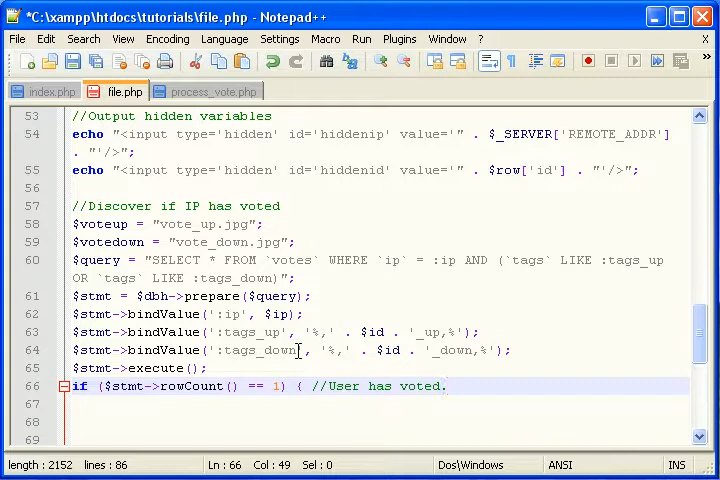 *C:\xampp\htdocs\tutorials\file.php - Notepad++
File Edit Search View Encoding Language Settings Macro Run Plugins Window ? X
index.php file.php process_vote.php
53 //Output hidden variables
54 echo "<input type='hidden' id='hiddenip' value='" . $_SERVER['REMOTE_ADDR']
. "'/>";
55 echo "<input type='hidden' id='hiddenid' value='" . $row['id'] . "'/>";
56
57 //Discover if IP has voted
58 $voteup = "vote_up.jpg";
59 $votedown = "vote_down.jpg";
60 $query = "SELECT * FROM `votes` WHERE `ip` = :ip AND (`tags` LIKE :tags_up
OR `tags` LIKE :tags_down)";
61 $stmt = $dbh->prepare($query);
62 $stmt->bindValue(':ip', $ip);
63 $stmt->bindValue(':tags_up', '%,' . $id . '_up,%');
64 $stmt->bindValue(':tags_down', '%,' . $id . '_down,%');
65 $stmt->execute();
66 if ($stmt->rowCount() == 1) { //User has voted.
67
68
69
length : 2152 lines : 86 Ln : 66 Col : 49 Sel : 0 Dos\Windows ANSI INS